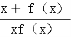 x + f（x）
xf（x）